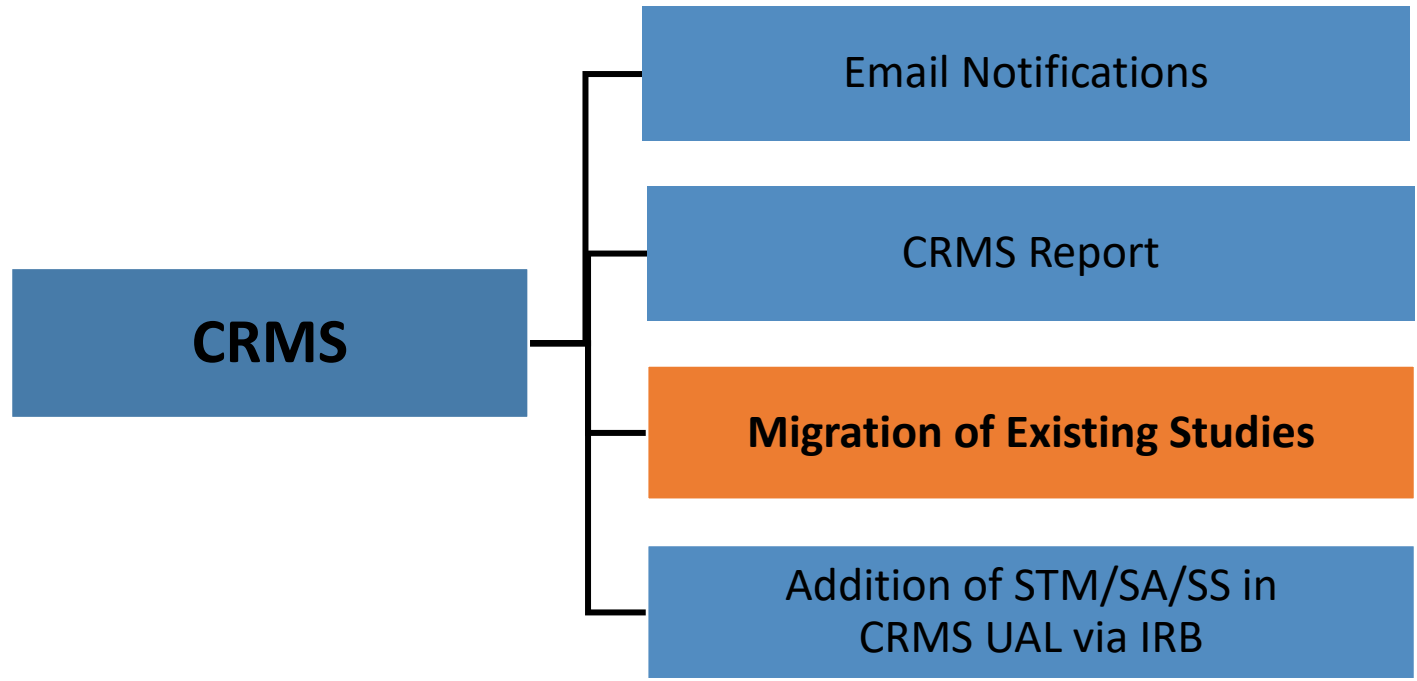 Email Notifications
CRMS Report
CRMS
Migration of Existing Studies
Addition of STM/SA/SS in
CRMS UAL via IRB